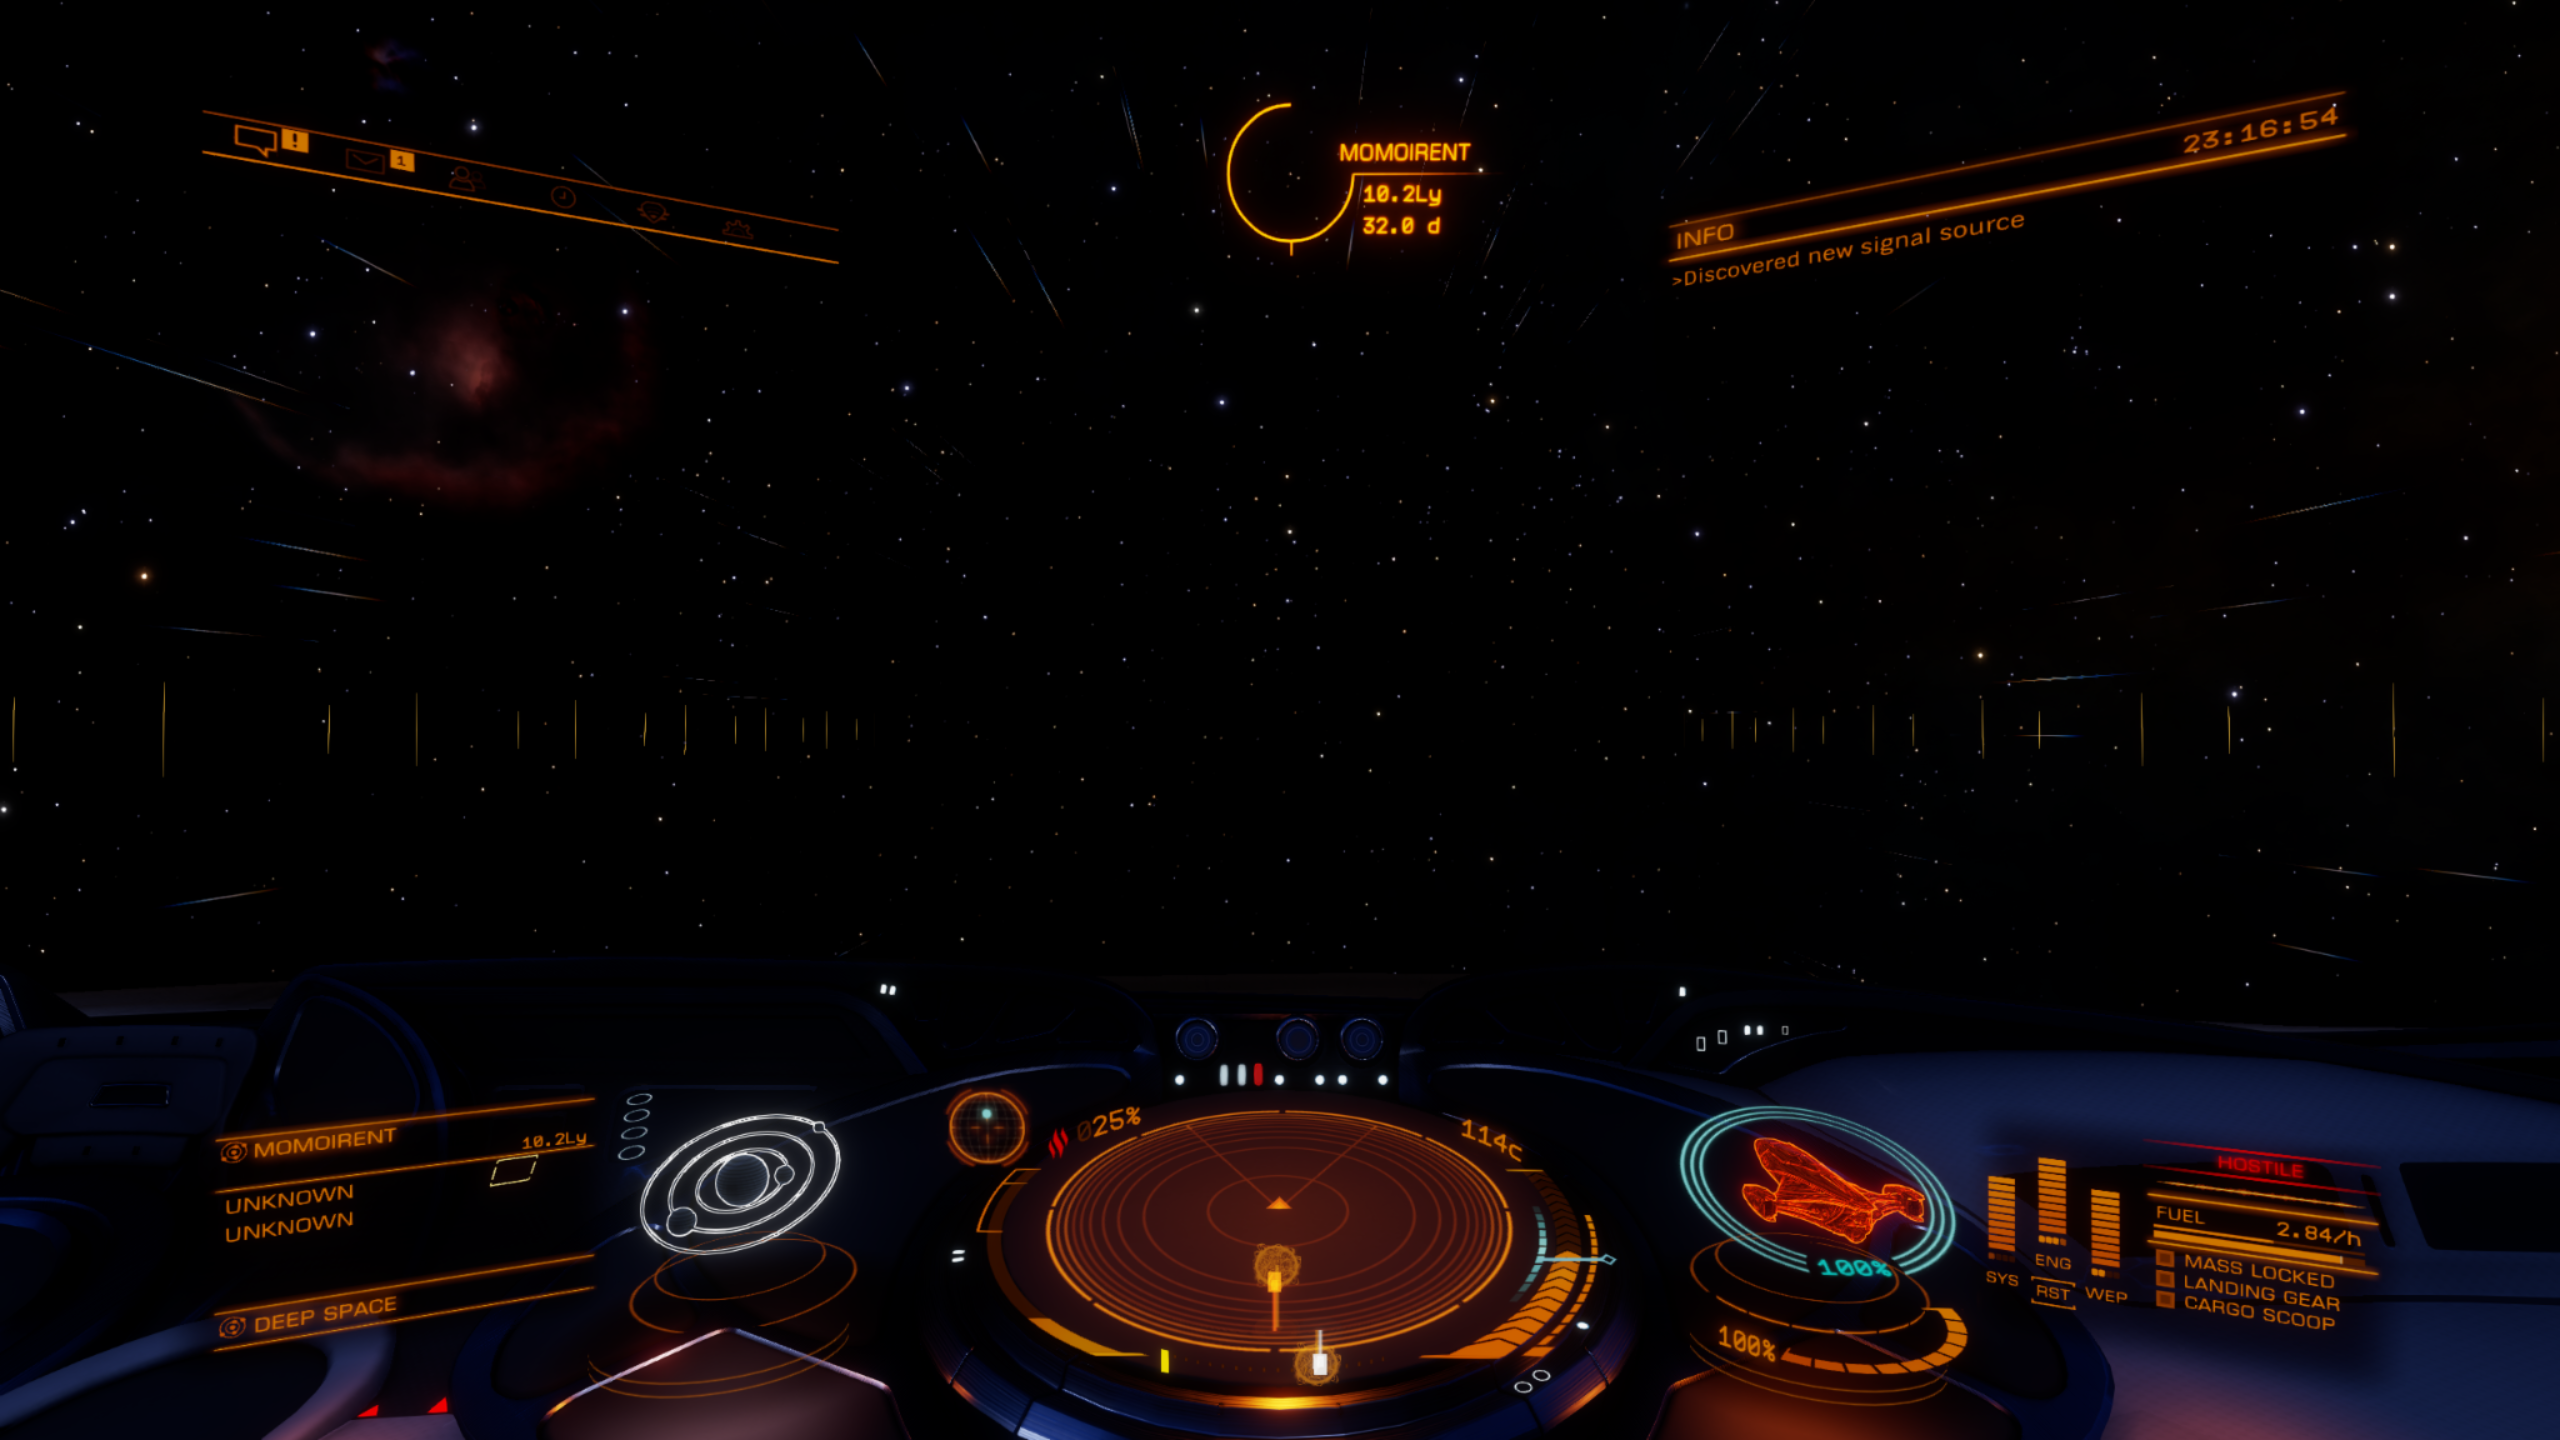 !
1
MOMOIRENT
10.2Ly
32.0 d
23:16:54
INFO
>Discovered new signal source
MOMOIRENT
10.2Ly
UNKNOWN
UNKNOWN
DEEP SPACE
025%
114c
100%
100%
SYS
ENG
RST
WEP
HOSTILE
FUEL
2.84/h
MASS LOCKED
LANDING GEAR
CARGO SCOOP